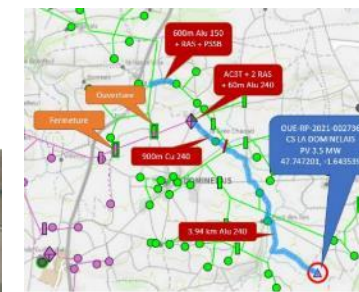 600m Alu 150
+ RAS + PSSB
AC3T + 2 RAS
+ 60m Alu 240
Ouverture
Fermeture
900m Cu 240
OUE-RP-2021-002736
CS LA DOMINELAIS
PV 3.5 MW
47.747203, -1.643535
3.94 km Alu 240